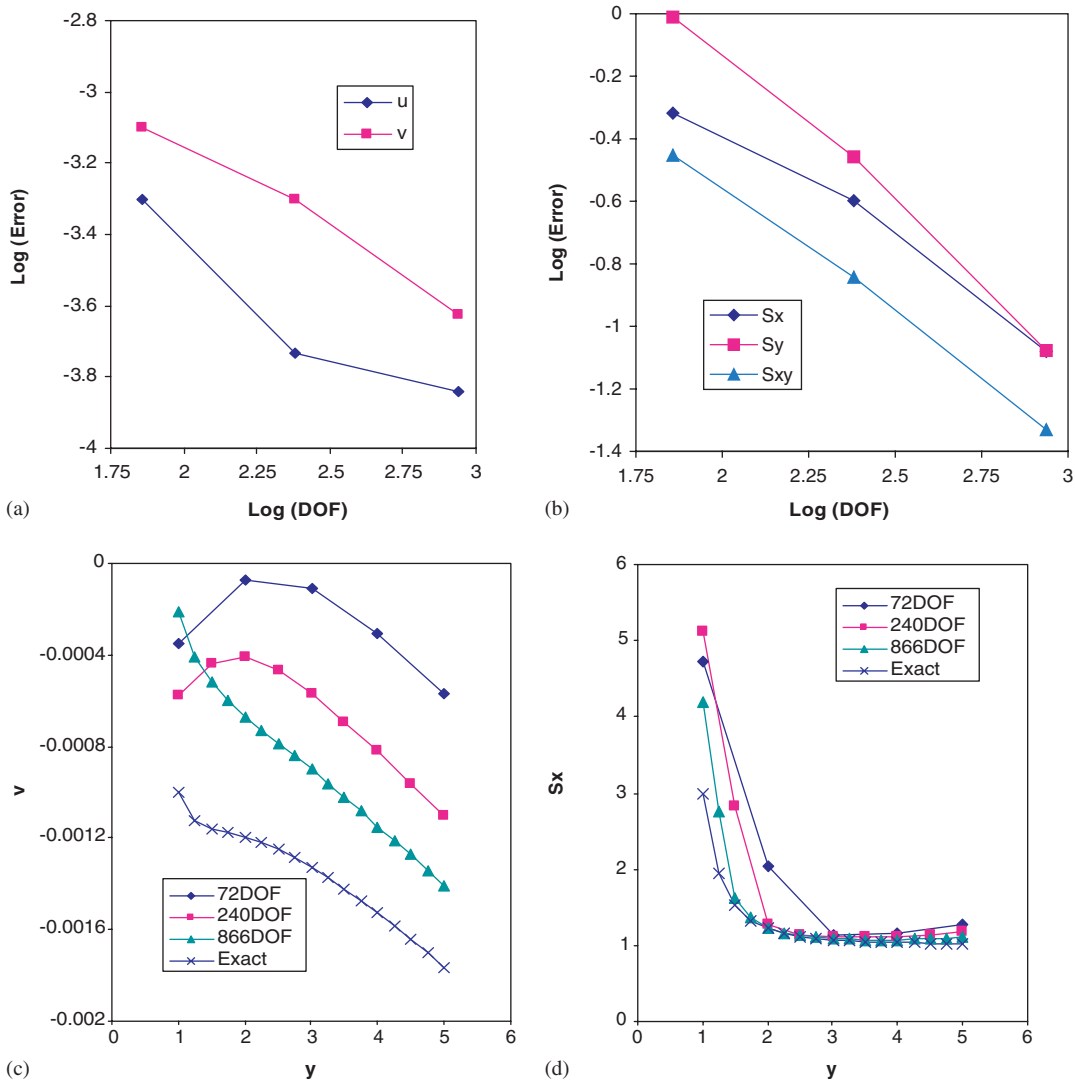 -2.8
-3
-3.2
-3.4
-3.6
-3.8
-4
Log (Error)
u
v
1.75
2
2.25
2.5
2.75
3
(a)
Log (DOF)
0
-0.2
-0.4
-0.6
-0.8
-1
-1.2
-1.4
Log (Error)
Sx
Sy
Sxy
1.75
2
2.25
2.5
2.75
3
(b)
Log (DOF)
0
-0.0004
-0.0008
-0.0012
-0.0016
-0.002
v
72DOF
240DOF
866DOF
Exact
0
1
2
3
4
5
6
(c)
y
6
5
4
3
2
1
0
Sx
72DOF
240DOF
866DOF
Exact
0
1
2
3
4
5
6
(d)
y